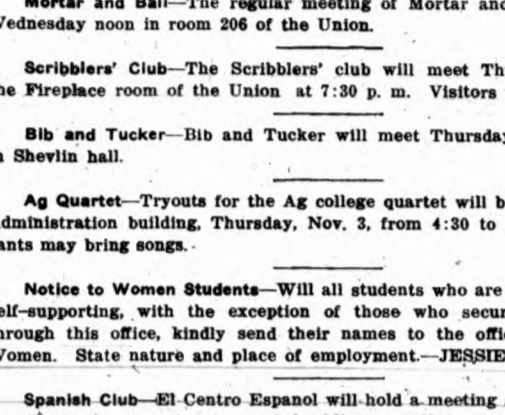 Mortar and Ball—The regular meeting of Mortar and
Wednesday noon in room 206 of the Union.
Scribblers' Club—The Scribblers' club will meet Th
he Fireplace room of the Union at 7:30 p. m. Visitors
Bib and Tucker—Bib and Tucker will meet Thursday
n Shevlin hall.
Ag Quartet—Tryouts for the Ag college quartet will b
dministration building, Thursday, Nov. 3, from 4:30 to
ants may bring songs.
Notice to Women Students—Will all students who are
elf-supporting, with the exception of those who secur
hrough this office, kindly send their names to the offi
Women. State nature and place of employment.—JESSIE
Spanish Club—El Centro Espanol will hold a meeting